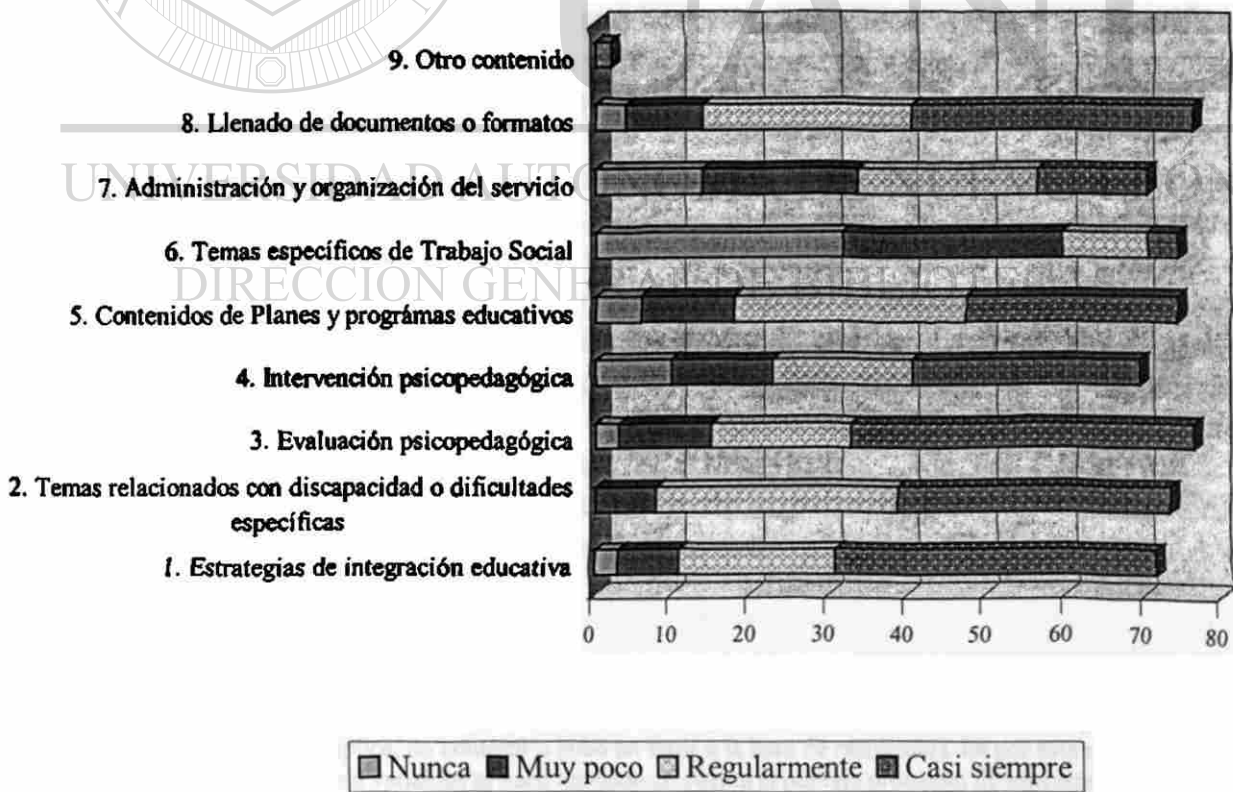 9. Otro contenido
8. Llenado de documentos o formatos
7. Administración y organización del servicio
6. Temas específicos de Trabajo Social
5. Contenidos de Planes y prográmas educativos
4. Intervención psicopedagógica
3. Evaluación psicopedagógica
2. Temas relacionados con discapacidad o dificultades
específicas
1. Estrategias de integración educativa
0 10 20 30 40 50 60 70 80
Nunca Muy poco Regularmente Casi siempre
UNIVERSIDAD
DIRECCION